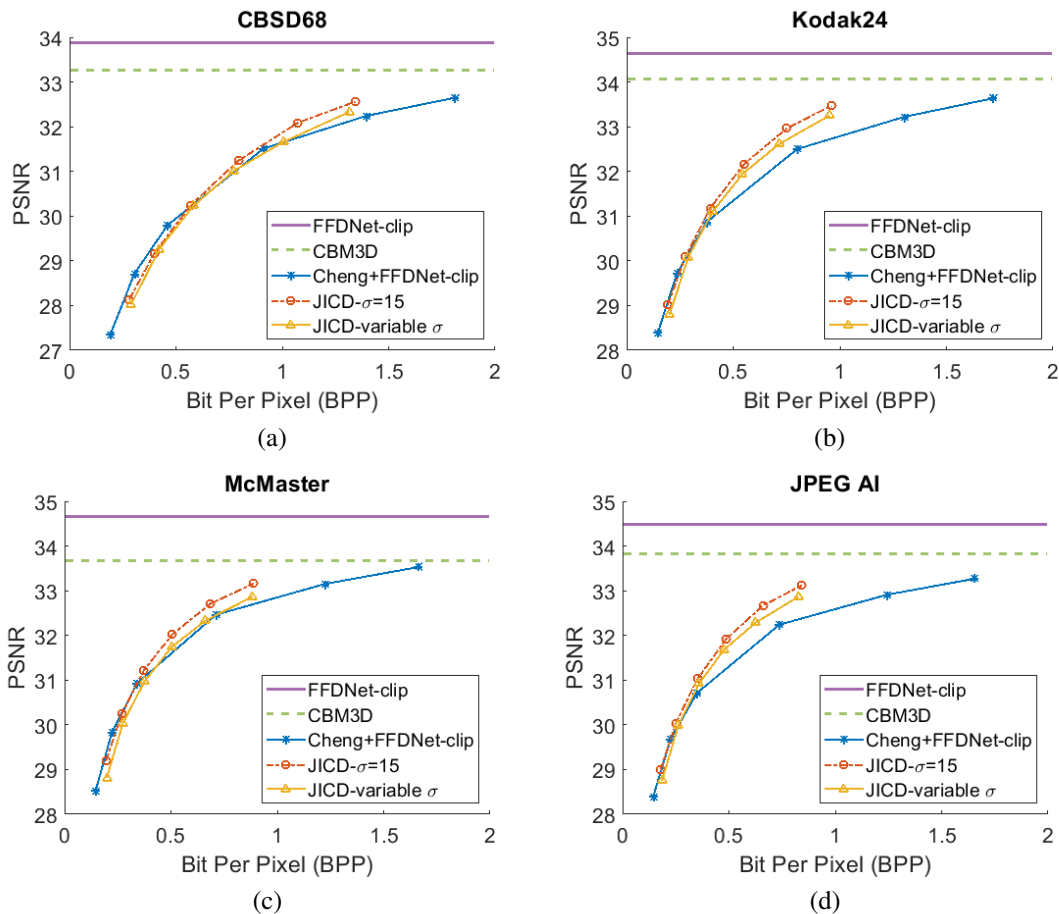 CBSD68
34
33
32
31
30
29
28
27
PSNR
0
0.5
1
1.5
2
Bit Per Pixel (BPP)
FFDNet-clip
CBM3D
Cheng+FFDNet-clip
JICD-σ=15
JICD-variable σ
(a)
Kodak24
35
34
33
32
31
30
29
28
PSNR
0
0.5
1
1.5
2
Bit Per Pixel (BPP)
FFDNet-clip
CBM3D
Cheng+FFDNet-clip
JICD-σ=15
JICD-variable σ
(b)
McMaster
35
34
33
32
31
30
29
28
PSNR
0
0.5
1
1.5
2
Bit Per Pixel (BPP)
FFDNet-clip
CBM3D
Cheng+FFDNet-clip
JICD-σ=15
JICD-variable σ
(c)
JPEG AI
35
34
33
32
31
30
29
28
PSNR
0
0.5
1
1.5
2
Bit Per Pixel (BPP)
FFDNet-clip
CBM3D
Cheng+FFDNet-clip
JICD-σ=15
JICD-variable σ
(d)